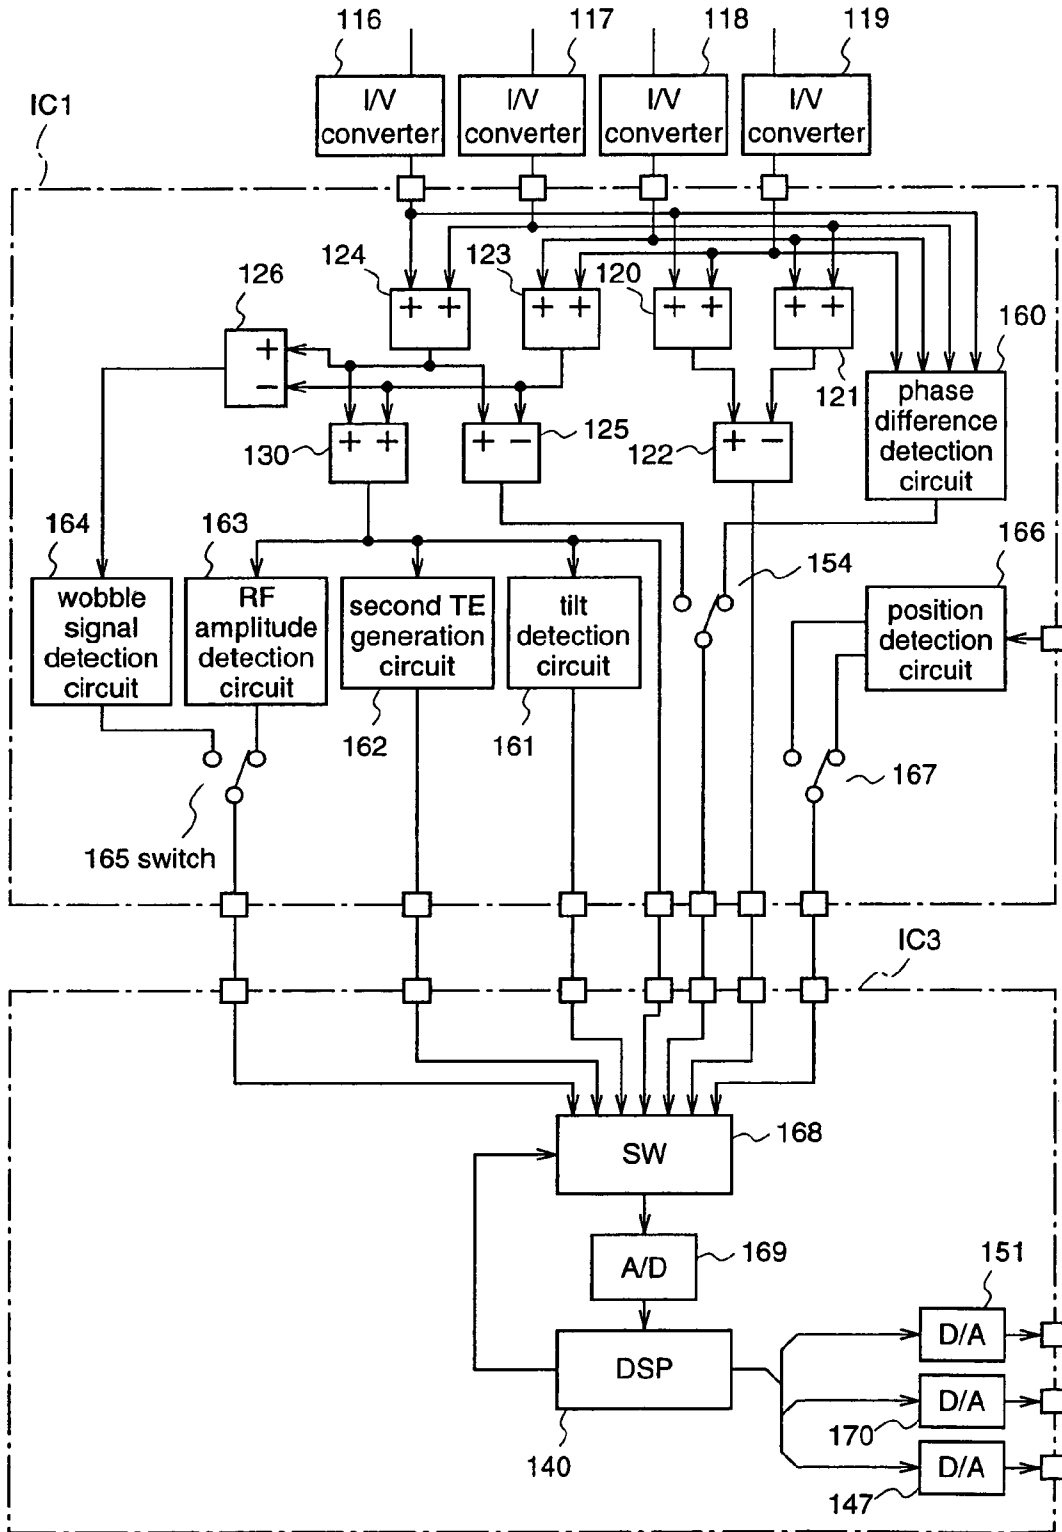 116
117
118
119
I/V
converter
I/V
converter
I/V
converter
I/V
converter
IC1
124
123
120
126
160
+ +
+ +
+ +
+ +
+
−
121
phase
difference
detection
circuit
130
+ +
+ −
125
122
+ −
164
163
154
166
wobble
signal
detection
circuit
RF
amplitude
detection
circuit
second TE
generation
circuit
tilt
detection
circuit
position
detection
circuit
162
161
167
165 switch
IC3
SW
168
A/D
169
151
DSP
D/A
140
170
D/A
147
D/A